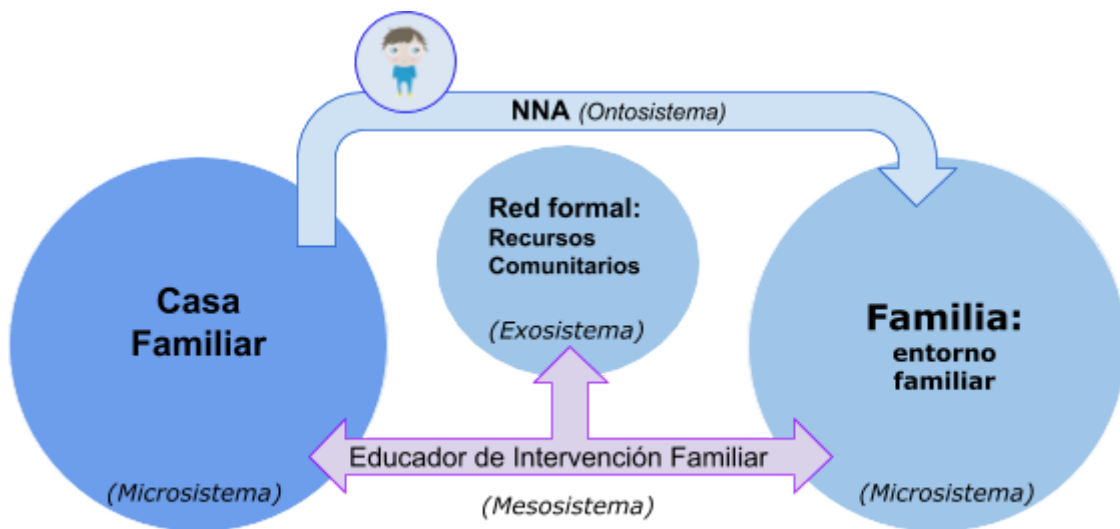 NNA (Ontosistema)
Casa
Familiar
(Microsistema)
Red formal:
Recursos
Comunitarios
(Exosistema)
Familia:
entorno
familiar
(Microsistema)
Educador de Intervención Familiar
(Mesosistema)